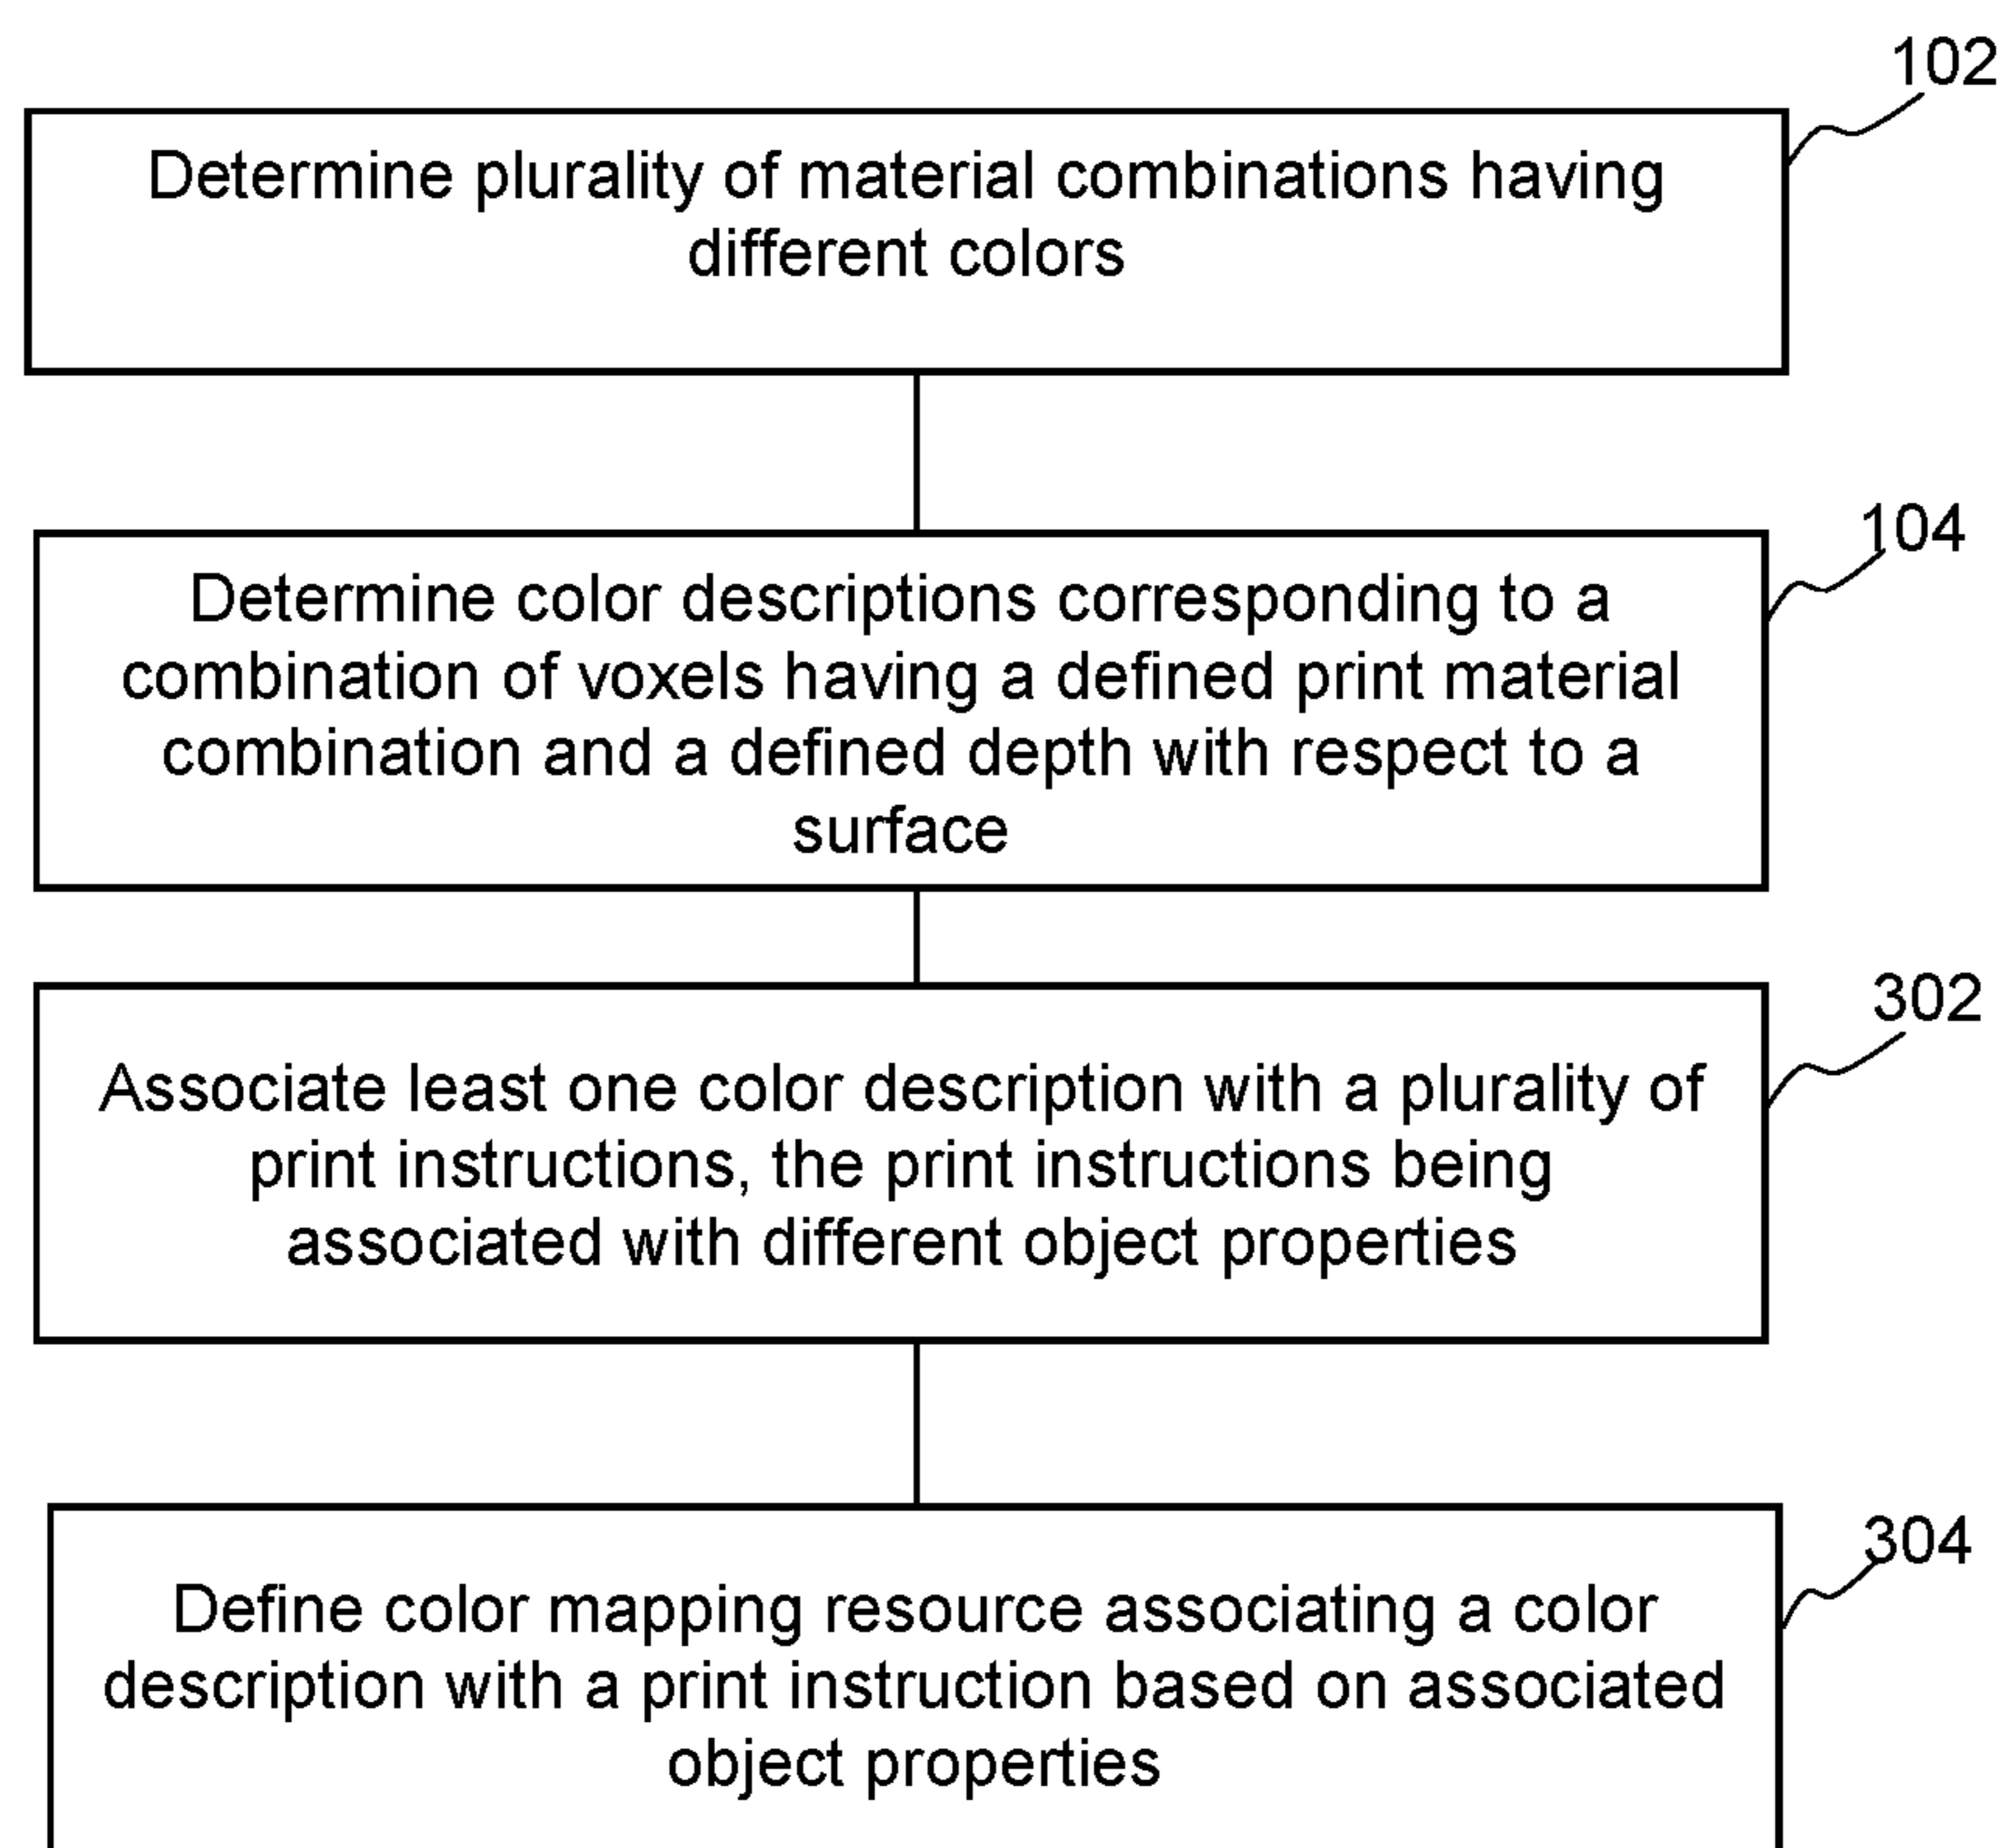 102
Determine plurality of material combinations having
different colors
104
Determine color descriptions corresponding to a
combination of voxels having a defined print material
combination and a defined depth with respect to a
surface
302
Associate least one color description with a plurality of
print instructions, the print instructions being
associated with different object properties
304
Define color mapping resource associating a color
description with a print instruction based on associated
object properties